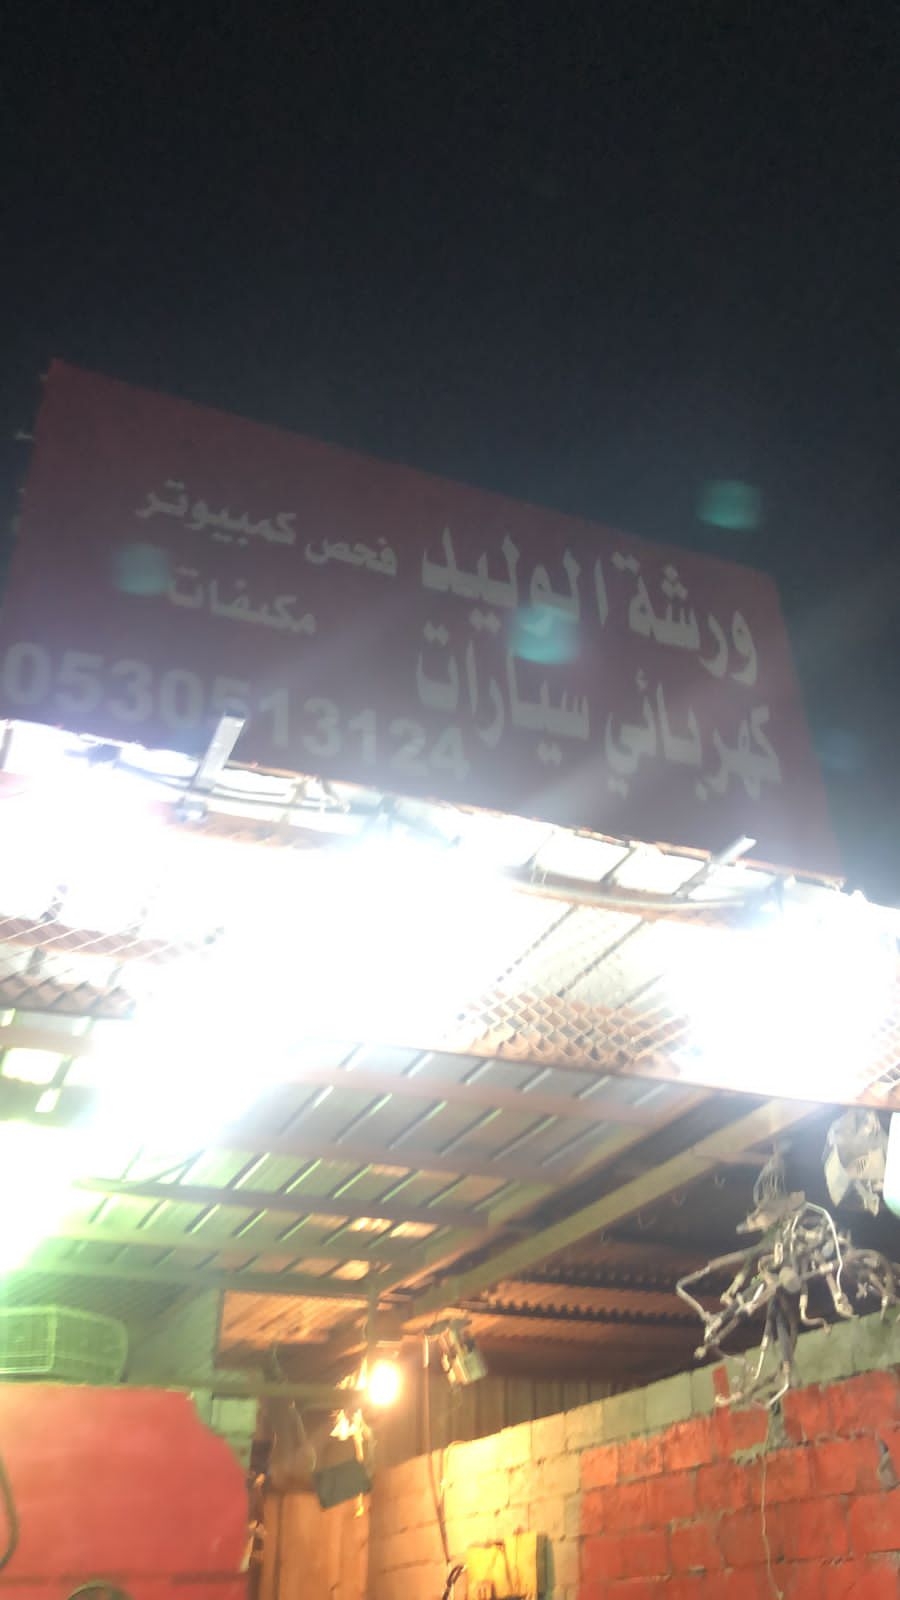 ورشة الوليد
كهربائي سيارات
فحص كمبيوتر
مكيفات
0530513124